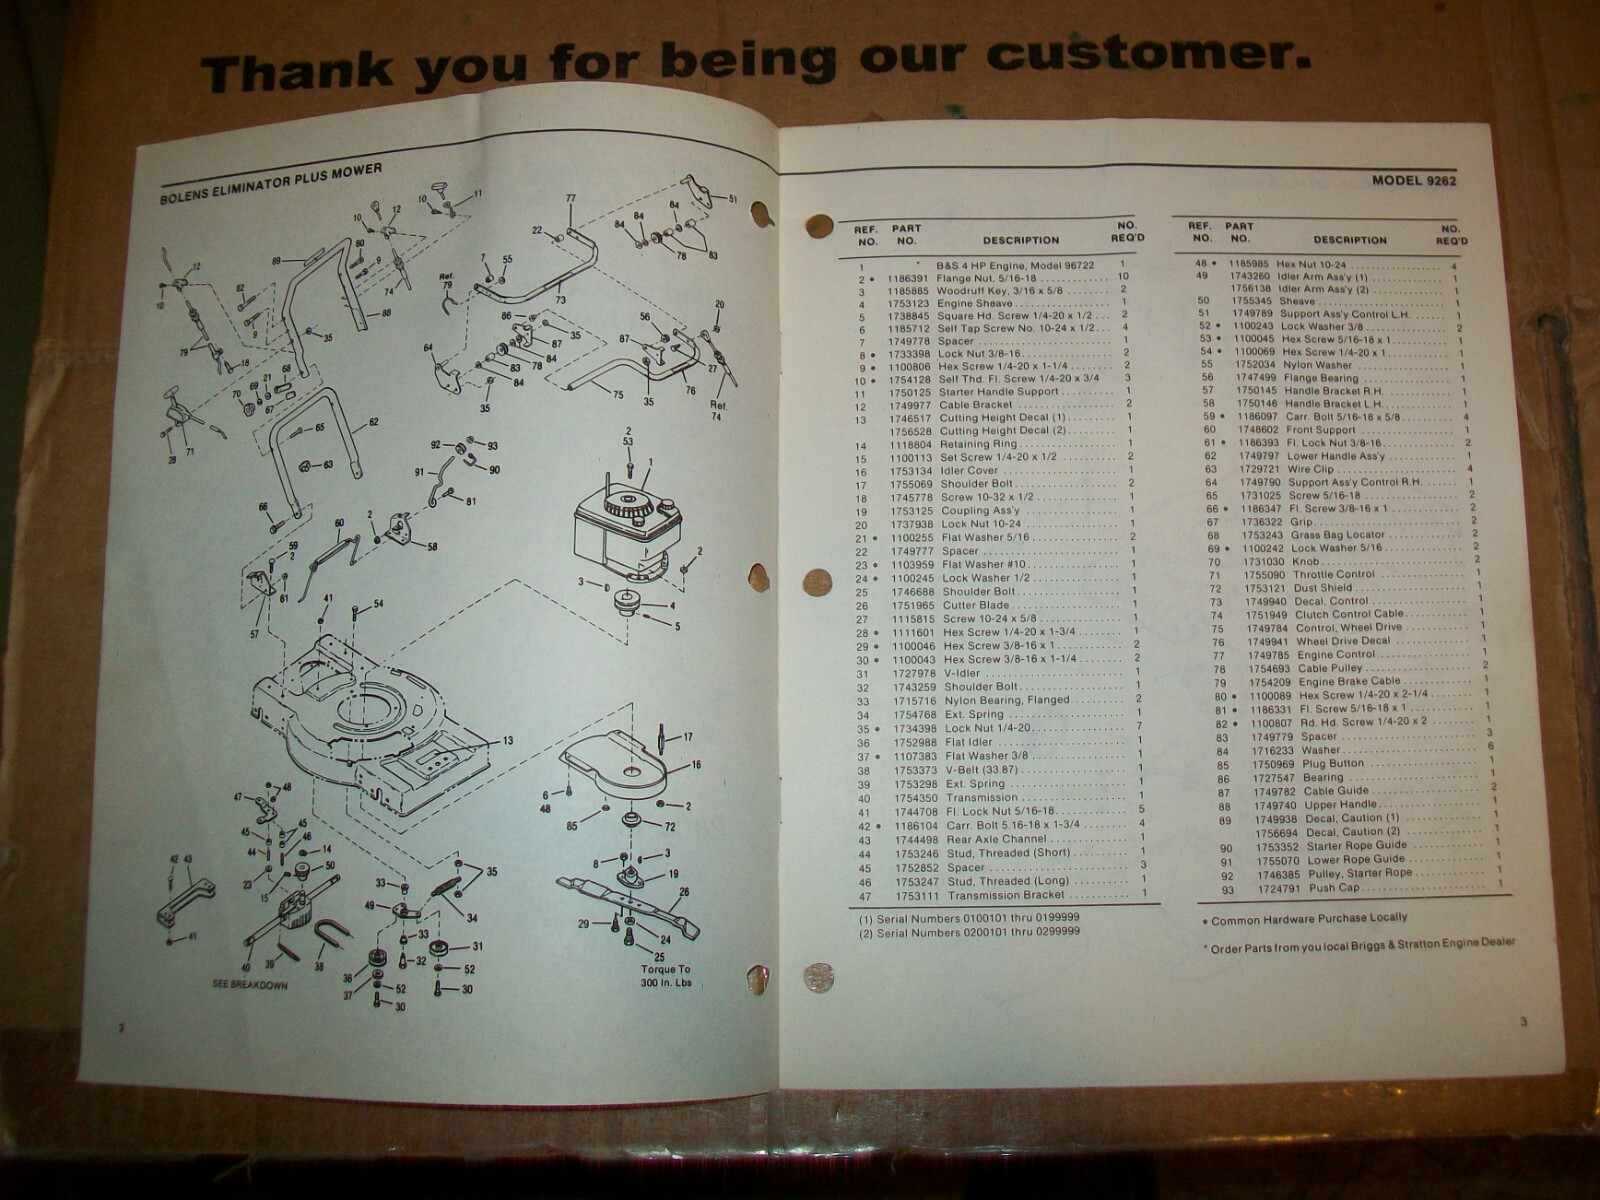 Thank you for being our customer.
BOLENS ELIMINATOR PLUS MOWER
Ref. 79
Ref. 74
Torque To
300 In. Lbs
SEE BREAKDOWN
2
MODEL 9262
REF. NO. PART NO. DESCRIPTION NO. REQ'D
1 * B&S 4 HP Engine, Model 96722 1
2 • 1186391 Flange Nut, 5/16-18 10
3 1185885 Woodruff Key, 3/16 x 5/8 2
4 1753123 Engine Sheave 1
5 1738845 Square Hd. Screw 1/4-20 x 1/2 2
6 1185712 Self Tap Screw No. 10-24 x 1/2 4
7 1749778 Spacer 1
8 • 1733398 Lock Nut 3/8-16 2
9 • 1100806 Hex Screw 1/4-20 x 1-1/4 2
10 • 1754128 Self Thd. Fl. Screw 1/4-20 x 3/4 3
11 1750125 Starter Handle Support 1
12 1749977 Cable Bracket 2
13 1746517 Cutting Height Decal (1) 1
1756528 Cutting Height Decal (2) 1
14 1118804 Retaining Ring 1
15 1100113 Set Screw 1/4-20 x 1/2 2
16 1753134 Idler Cover 1
17 1755069 Shoulder Bolt 2
18 1745778 Screw 10-32 x 1/2 1
19 1753125 Coupling Ass'y 1
20 1737938 Lock Nut 10-24 1
21 • 1100255 Flat Washer 5/16 2
22 1749777 Spacer 1
23 • 1103959 Flat Washer #10 1
24 • 1100245 Lock Washer 1/2 1
25 1746688 Shoulder Bolt 1
26 1751965 Cutter Blade 1
27 1115815 Screw 10-24 x 5/8 1
28 • 1111601 Hex Screw 1/4-20 x 1-3/4 1
29 • 1100046 Hex Screw 3/8-16 x 1 2
30 • 1100043 Hex Screw 3/8-16 x 1-1/4 2
31 1727978 V-Idler 1
32 1743259 Shoulder Bolt 1
33 1715716 Nylon Bearing, Flanged 2
34 1754768 Ext. Spring 1
35 • 1734398 Lock Nut 1/4-20 7
36 1752988 Flat Idler 1
37 • 1107383 Flat Washer 3/8 1
38 1753373 V-Belt (33.87) 1
39 1753298 Ext. Spring 1
40 1754350 Transmission 1
41 1744708 Fl. Lock Nut 5/16-18 5
42 • 1186104 Carr. Bolt 5.16-18 x 1-3/4 4
43 1744498 Rear Axle Channel 1
44 1753246 Stud, Threaded (Short) 1
45 1752852 Spacer 3
46 1753247 Stud, Threaded (Long) 1
47 1753111 Transmission Bracket 1
(1) Serial Numbers 0100101 thru 0199999
(2) Serial Numbers 0200101 thru 0299999
REF. NO. PART NO. DESCRIPTION NO. REQ'D
48 • 1185985 Hex Nut 10-24 4
49 1743260 Idler Arm Ass'y (1) 1
1756138 Idler Arm Ass'y (2) 1
50 1755345 Sheave 1
51 1749789 Support Ass'y Control L.H. 1
52 • 1100243 Lock Washer 3/8 2
53 • 1100045 Hex Screw 5/16-18 x 1 1
54 • 1100069 Hex Screw 1/4-20 x 1 1
55 1752034 Nylon Washer 1
56 1747499 Flange Bearing 1
57 1750145 Handle Bracket R.H. 1
58 1750146 Handle Bracket L.H. 1
59 • 1186097 Carr. Bolt 5/16-18 x 5/8 4
60 1748602 Front Support 1
61 • 1186393 Fl. Lock Nut 3/8-16 2
62 1749797 Lower Handle Ass'y 1
63 1729721 Wire Clip 4
64 1749790 Support Ass'y Control R.H. 1
65 1731025 Screw 5/16-18 2
66 • 1186347 Fl. Screw 3/8-16 x 1 2
67 1736322 Grip 2
68 1753243 Grass Bag Locator 2
69 • 1100242 Lock Washer 5/16 2
70 1731030 Knob 2
71 1755090 Throttle Control 1
72 1753121 Dust Shield 1
73 1749940 Decal, Control 1
74 1751949 Clutch Control Cable 1
75 1749784 Control, Wheel Drive 1
76 1749941 Wheel Drive Decal 1
77 1749785 Engine Control 1
78 1754693 Cable Pulley 2
79 1754209 Engine Brake Cable 1
80 • 1100089 Hex Screw 1/4-20 x 2-1/4 1
81 • 1186331 Fl. Screw 5/16-18 x 1 1
82 • 1100807 Rd. Hd. Screw 1/4-20 x 2 1
83 1749779 Spacer 3
84 1716233 Washer 6
85 1750969 Plug Button 1
86 1727547 Bearing 1
87 1749782 Cable Guide 2
88 1749740 Upper Handle 1
89 1749938 Decal, Caution (1) 1
1756694 Decal, Caution (2) 1
90 1753352 Starter Rope Guide 1
91 1755070 Lower Rope Guide 1
92 1746385 Pulley, Starter Rope 1
93 1724791 Push Cap 1
• Common Hardware Purchase Locally
* Order Parts from you local Briggs & Stratton Engine Dealer
3